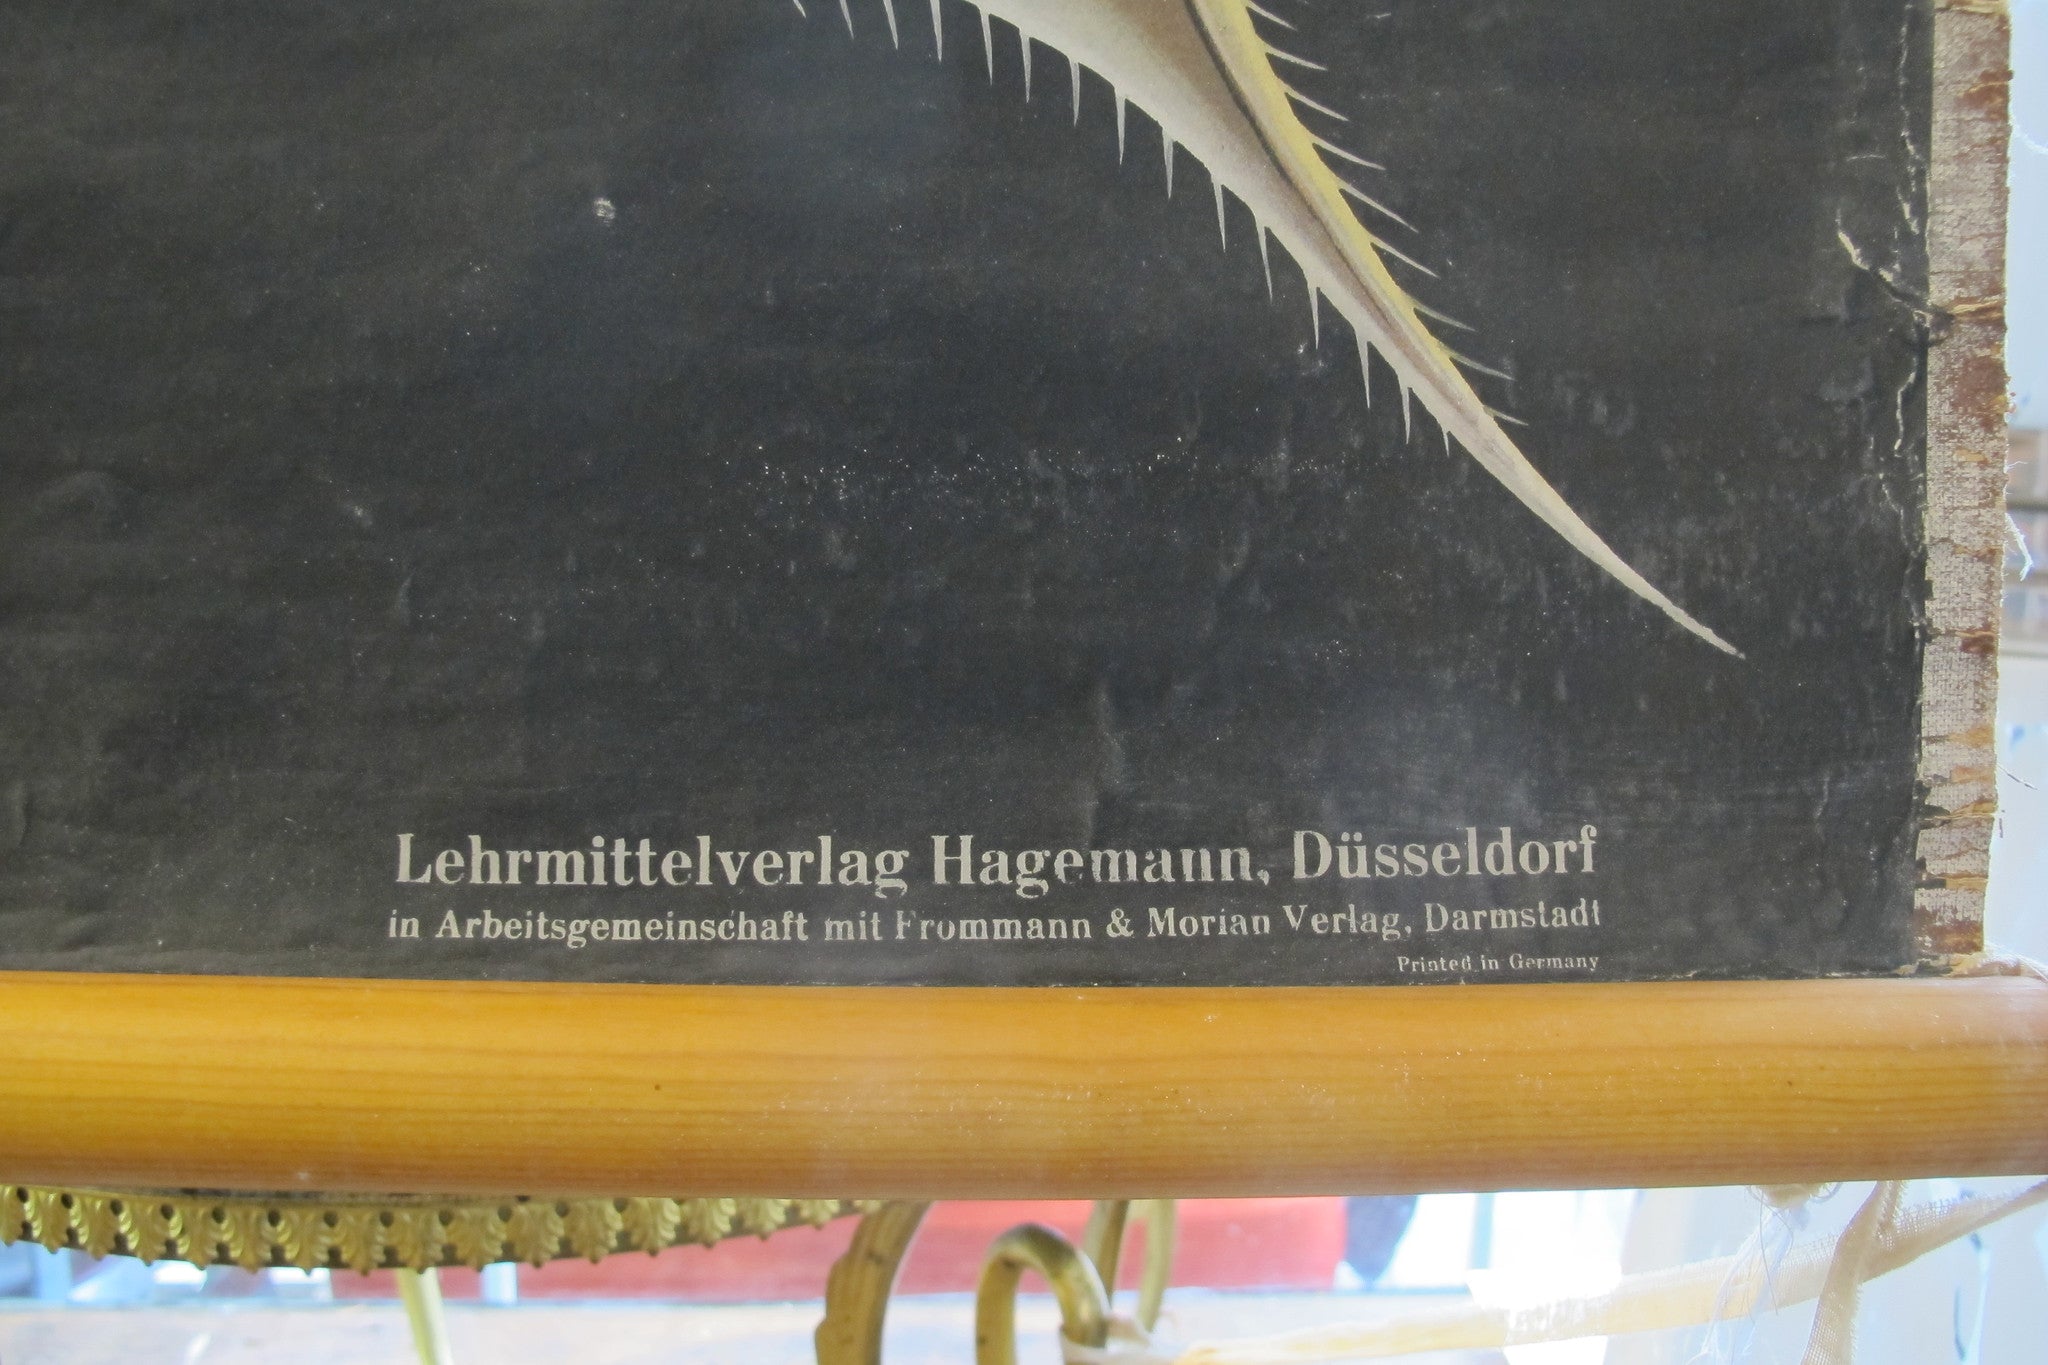 Lehrmittelverlag Hagemann, Düsseldorf
in Arbeitsgemeinschaft mit Frommann & Morian Verlag, Darmstadt
Printed in Germany